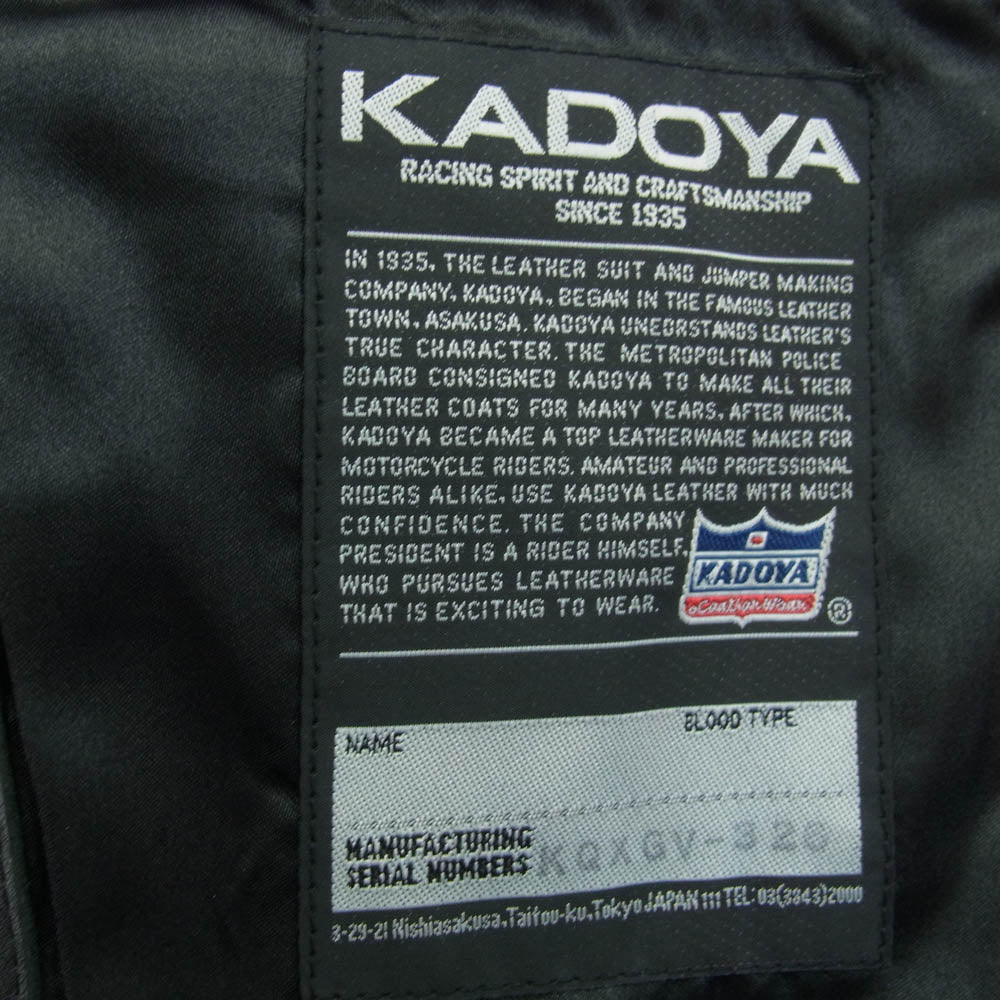 KADOYA
RACING SPIRIT AND CRAFTSMANSHIP
SINCE 1935
IN 1935, THE LEATHER SUIT AND JUMPER MAKING
COMPANY, KADOYA, BEGAN IN THE FAMOUS LEATHER
TOWN, ASAKUSA. KADOYA UNEDRSTANDS LEATHER'S
TRUE CHARACTER. THE METROPOLITAN POLICE
BOARD CONSIGNED KADOYA TO MAKE ALL THEIR
LEATHER COATS FOR MANY YEARS, AFTER WHICH,
KADOYA BECAME A TOP LEATHERWARE MAKER FOR
MOTORCYCLE RIDERS. AMATEUR AND PROFESSIONAL
RIDERS ALIKE, USE KADOYA LEATHER WITH MUCH
CONFIDENCE. THE COMPANY
PRESIDENT IS A RIDER HIMSELF,
WHO PURSUES LEATHERWARE
THAT IS EXCITING TO WEAR.
KADOYA
Leather Wear
®
BLOOD TYPE
NAME
MANUFACTURING
SERIAL NUMBERS
3-29-21 Nishiasakusa, Taitou-ku, Tokyo JAPAN 111 TEL: 03(3843)2000